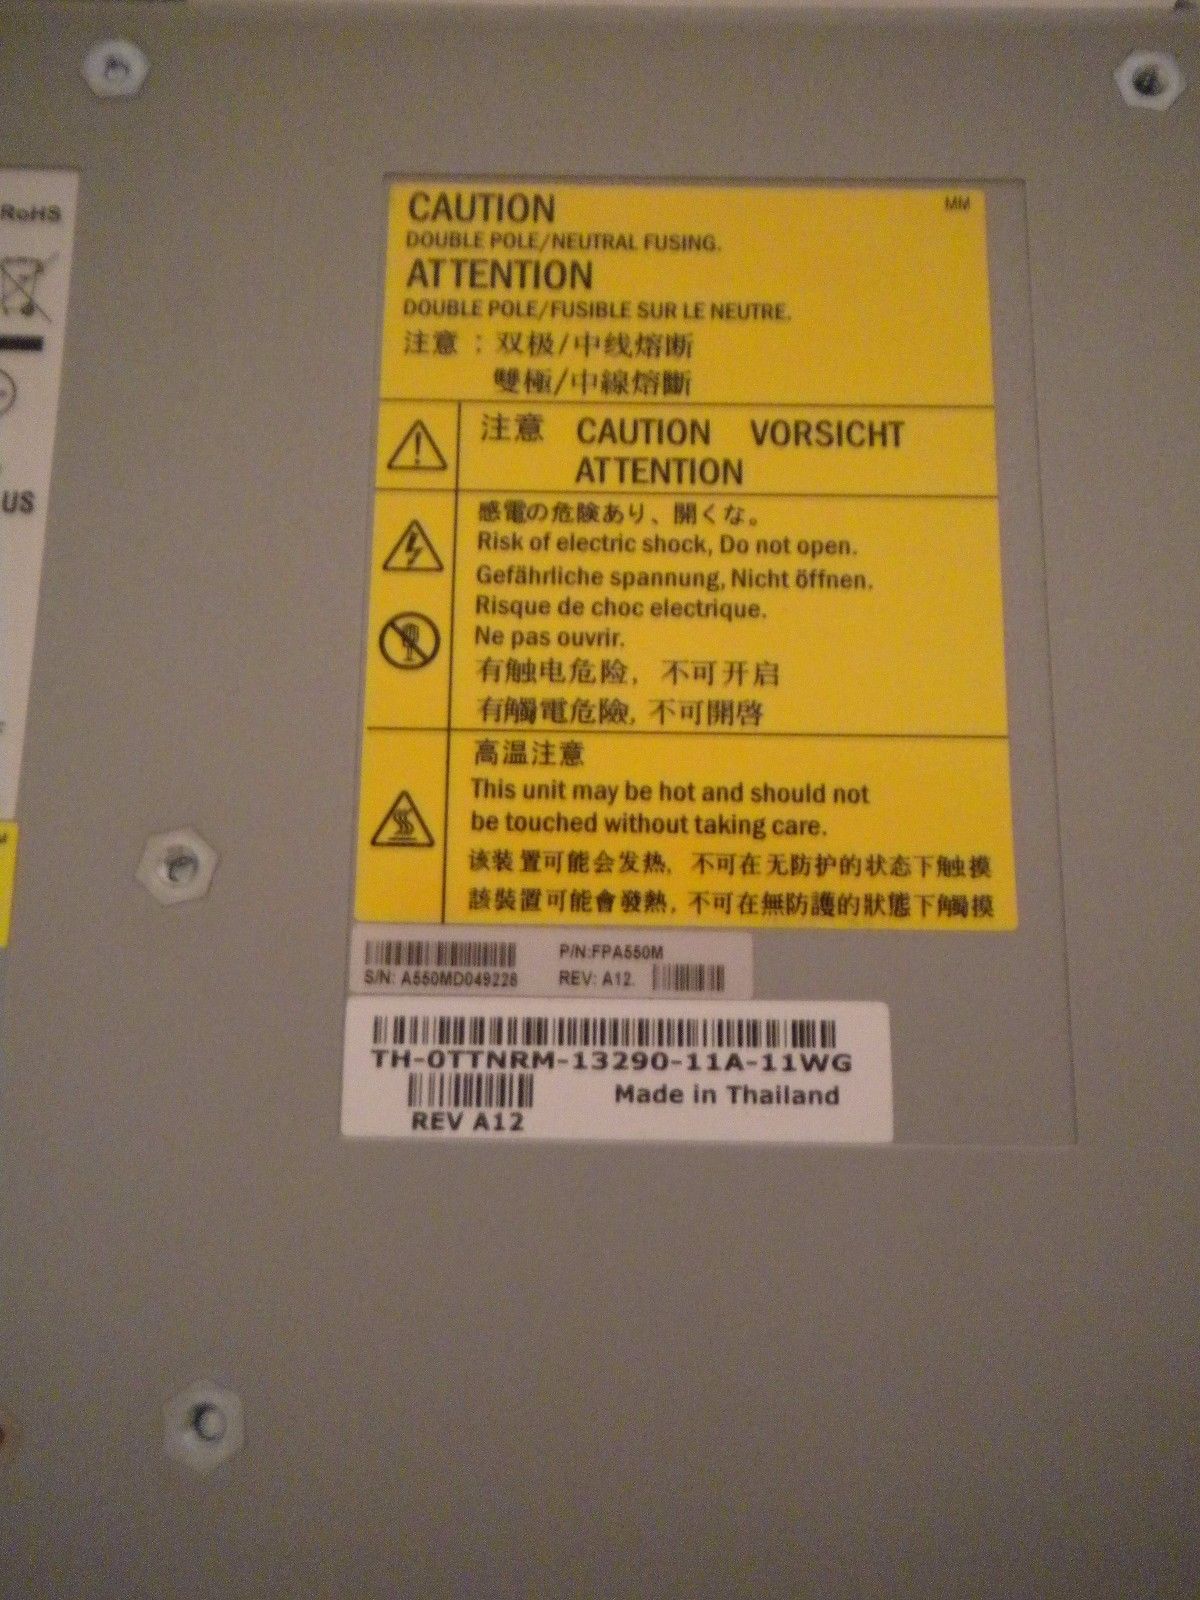 RoHS
US
CAUTION
MM
DOUBLE POLE/NEUTRAL FUSING.
ATTENTION
DOUBLE POLE/FUSIBLE SUR LE NEUTRE.
注意：双极/中线熔断
雙極/中線熔斷
注意 CAUTION VORSICHT
ATTENTION
感電の危険あり、開くな。
Risk of electric shock, Do not open.
Gefährliche spannung, Nicht öffnen.
Risque de choc electrique.
Ne pas ouvrir.
有触电危险，不可开启
有觸電危險, 不可開啓
高温注意
This unit may be hot and should not
be touched without taking care.
该装置可能会发热，不可在无防护的状态下触摸
該裝置可能會發熱, 不可在無防護的狀態下觸摸
P/N:FPA550M
S/N: A550MD049228
REV: A12.
TH-0TTNRM-13290-11A-11WG
Made in Thailand
REV A12